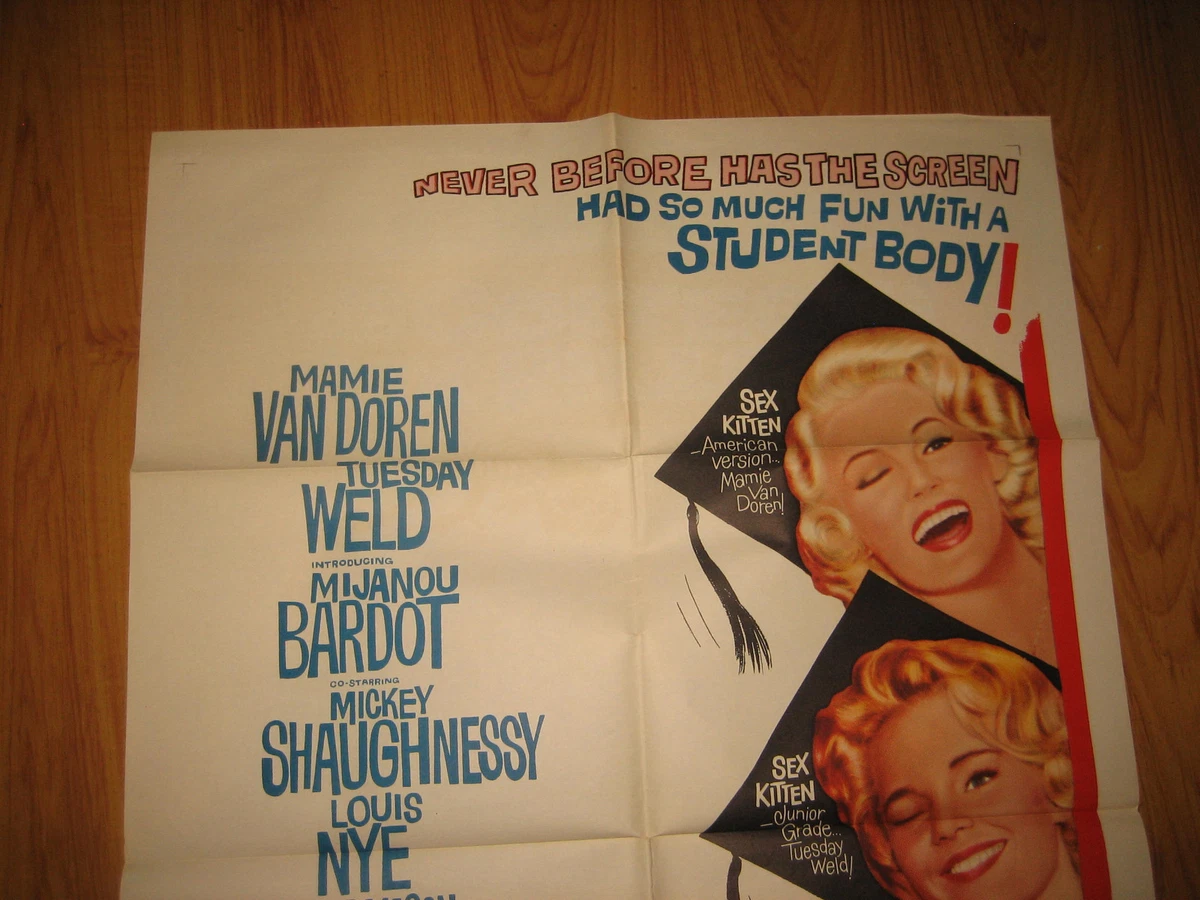 NEVER BEFORE HAS THE SCREEN
HAD SO MUCH FUN WiTH A
STUDENT BODY!
MAMIE
VAN DOREN
TUESDAY
WELD
INTRODUCING
MIJANOU
BARDOT
CO-STARRING
MICKEY
SHAUGHNESSY
LOUIS
NYE
SEX
KITTEN
—American
version...
Mamie
Van
Doren!
SEX
KITTEN
—Junior
Grade...
Tuesday
Weld!